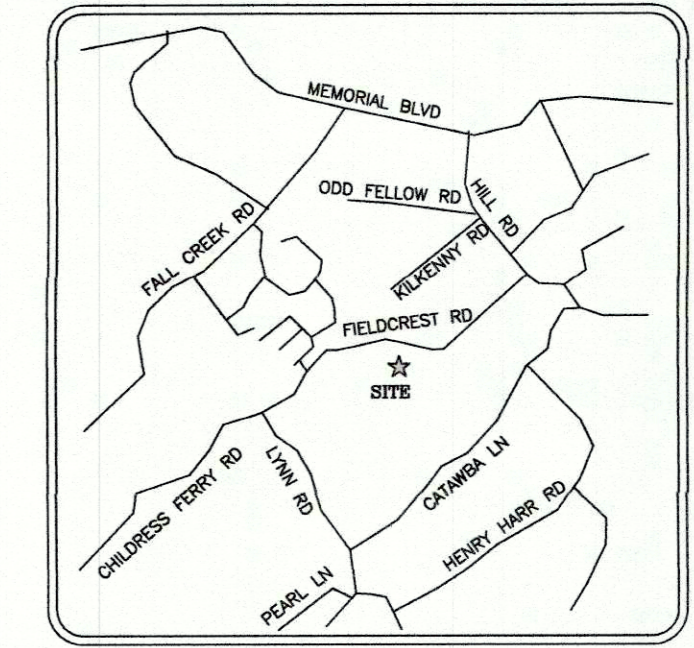 MEMORIAL BLVD
ODD FELLOW RD
HILL RD
FALL CREEK RD
KILKENNY RD
FIELDCREST RD
SITE
CATAWBA LN
LYNN RD
CHILDRESS FERRY RD
HENRY HARR RD
PEARL LN